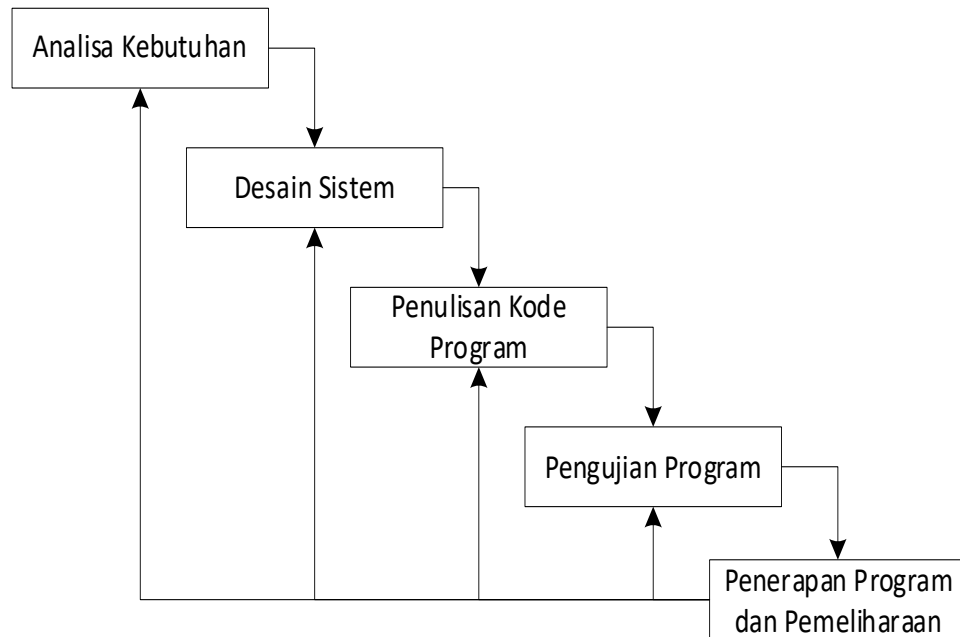 Analisa Kebutuhan
Desain Sistem
Penulisan Kode
Program
Pengujian Program
Penerapan Program
dan Pemeliharaan